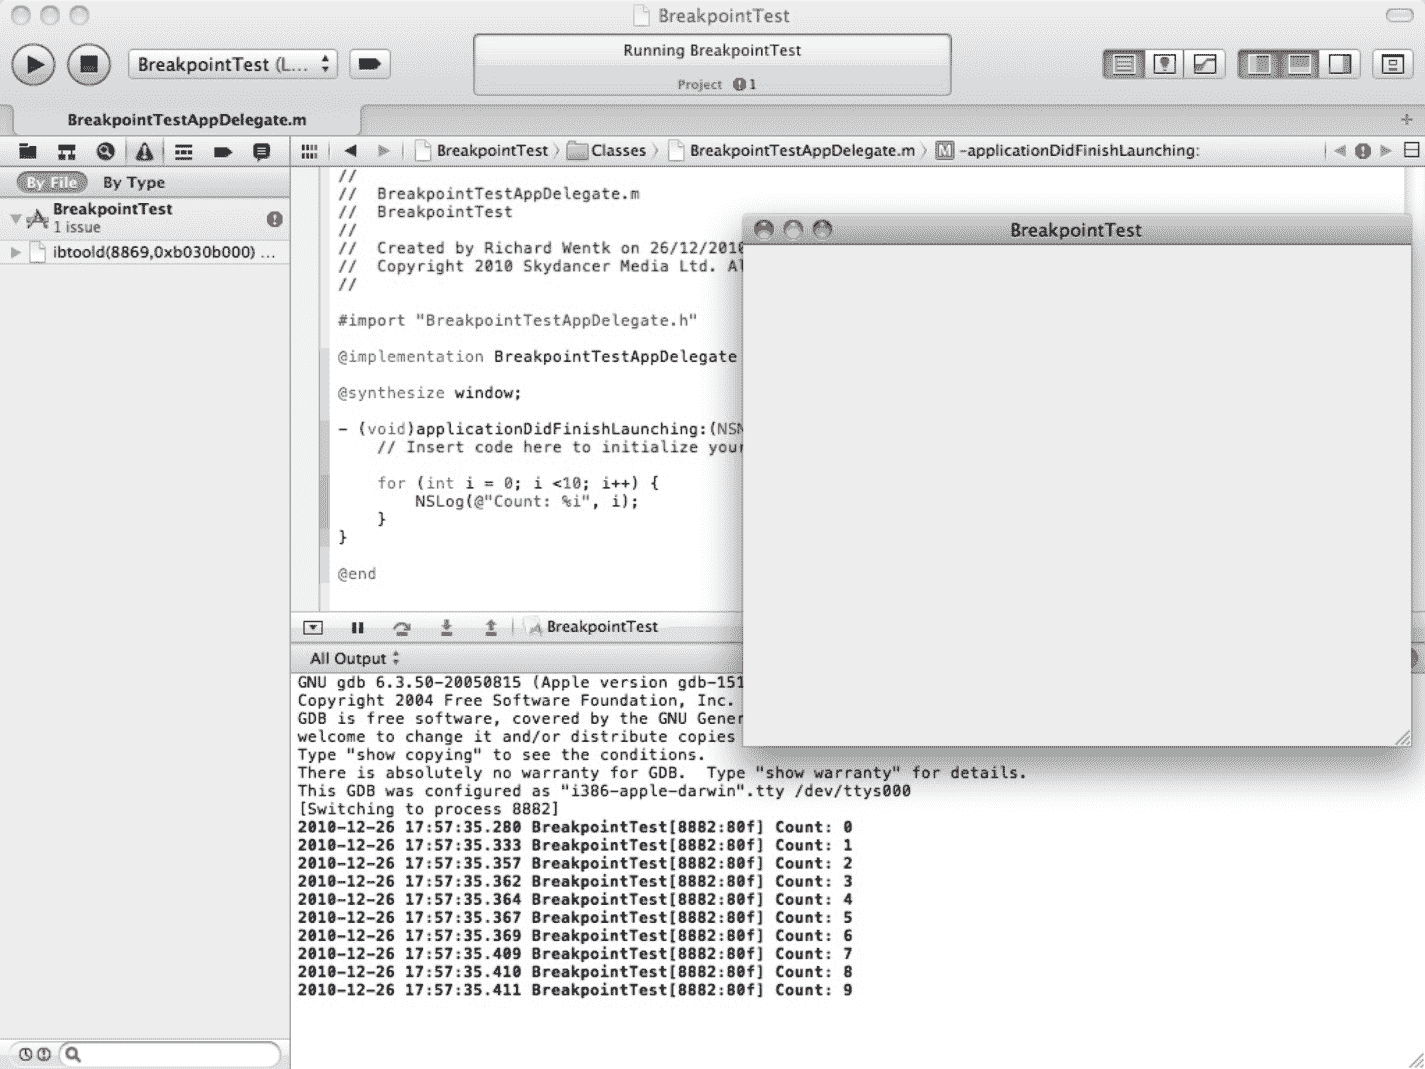 BreakpointTest
BreakpointTest (L...
Running BreakpointTest
Project 1
BreakpointTestAppDelegate.m
BreakpointTest Classes BreakpointTestAppDelegate.m M -applicationDidFinishLaunching:
By File By Type
BreakpointTest
1 issue
ibtoold(8869,0xb030b000) ...
//
// BreakpointTestAppDelegate.m
// BreakpointTest
//
// Created by Richard Wentk on 26/12/2010
// Copyright 2010 Skydancer Media Ltd. Al
//
#import "BreakpointTestAppDelegate.h"
@implementation BreakpointTestAppDelegate
@synthesize window;
- (void)applicationDidFinishLaunching:(NSN
// Insert code here to initialize your
for (int i = 0; i <10; i++) {
NSLog(@"Count: %i", i);
}
}
@end
BreakpointTest
BreakpointTest
All Output
GNU gdb 6.3.50-20050815 (Apple version gdb-151
Copyright 2004 Free Software Foundation, Inc.
GDB is free software, covered by the GNU Gener
welcome to change it and/or distribute copies
Type "show copying" to see the conditions.
There is absolutely no warranty for GDB.  Type "show warranty" for details.
This GDB was configured as "i386-apple-darwin".tty /dev/ttys000
[Switching to process 8882]
2010-12-26 17:57:35.280 BreakpointTest[8882:80f] Count: 0
2010-12-26 17:57:35.333 BreakpointTest[8882:80f] Count: 1
2010-12-26 17:57:35.357 BreakpointTest[8882:80f] Count: 2
2010-12-26 17:57:35.362 BreakpointTest[8882:80f] Count: 3
2010-12-26 17:57:35.364 BreakpointTest[8882:80f] Count: 4
2010-12-26 17:57:35.367 BreakpointTest[8882:80f] Count: 5
2010-12-26 17:57:35.369 BreakpointTest[8882:80f] Count: 6
2010-12-26 17:57:35.409 BreakpointTest[8882:80f] Count: 7
2010-12-26 17:57:35.410 BreakpointTest[8882:80f] Count: 8
2010-12-26 17:57:35.411 BreakpointTest[8882:80f] Count: 9